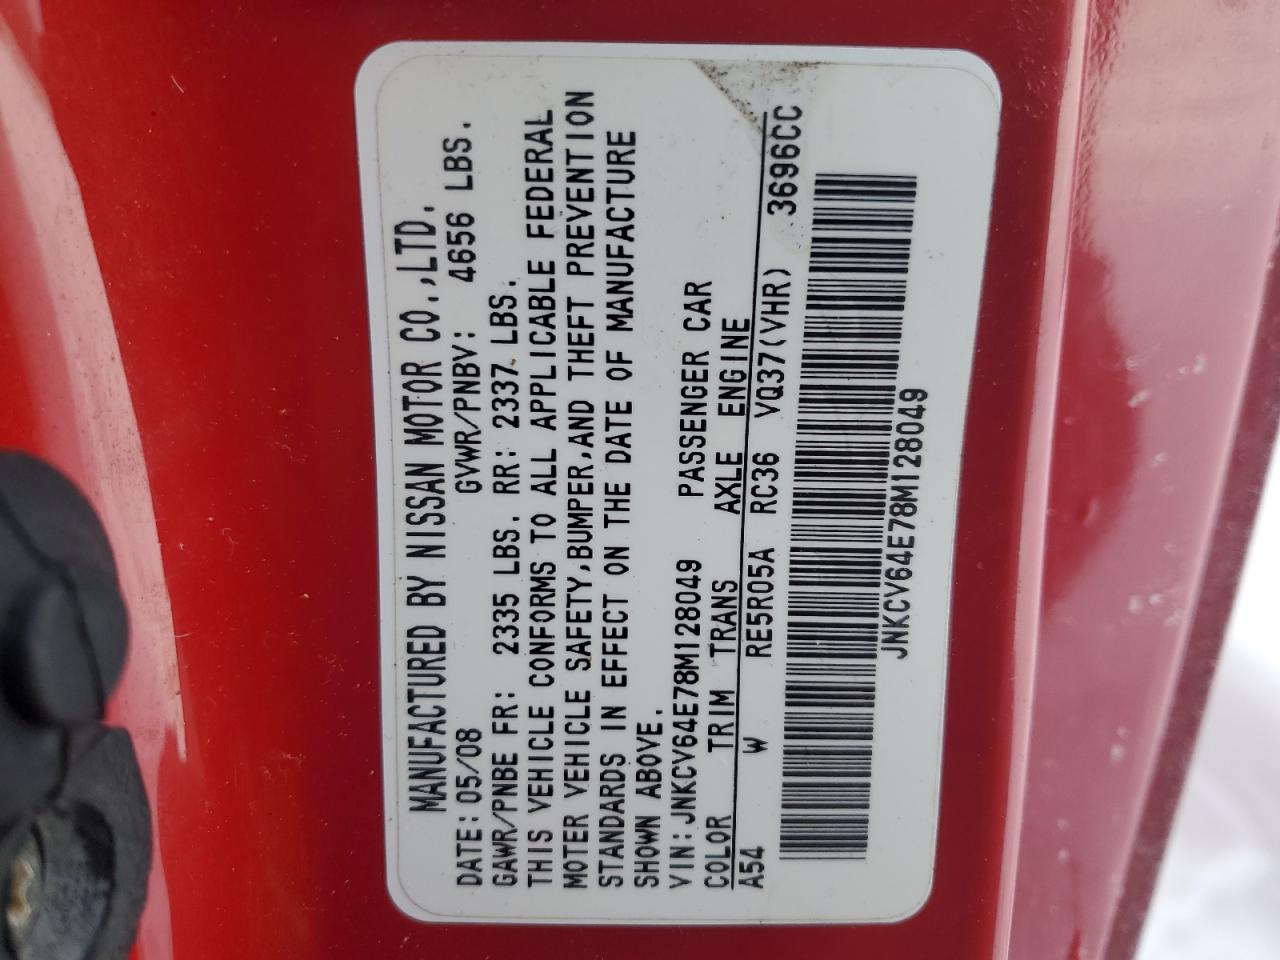 MANUFACTURED BY NISSAN MOTOR CO.,LTD.
DATE: 05/08 GVWR/PNBV: 4656 LBS.
GAWR/PNBE FR: 2335 LBS. RR: 2337 LBS.
THIS VEHICLE CONFORMS TO ALL APPLICABLE FEDERAL
MOTER VEHICLE SAFETY,BUMPER,AND THEFT PREVENTION
STANDARDS IN EFFECT ON THE DATE OF MANUFACTURE
SHOWN ABOVE.
VIN: JNKCV64E78M128049 PASSENGER CAR
COLOR TRIM TRANS AXLE ENGINE
A54 W RE5R05A RC36 VQ37(VHR) 3696CC
JNKCV64E78M128049